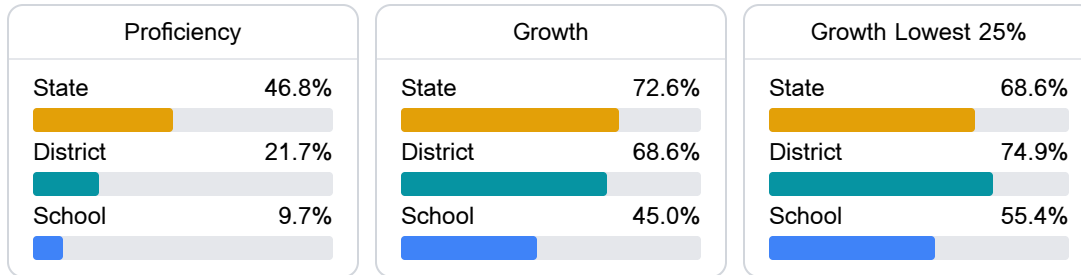 Proficiency
State 46.8%
District 21.7%
School 9.7%
Growth
State 72.6%
District 68.6%
School 45.0%
Growth Lowest 25%
State 68.6%
District 74.9%
School 55.4%